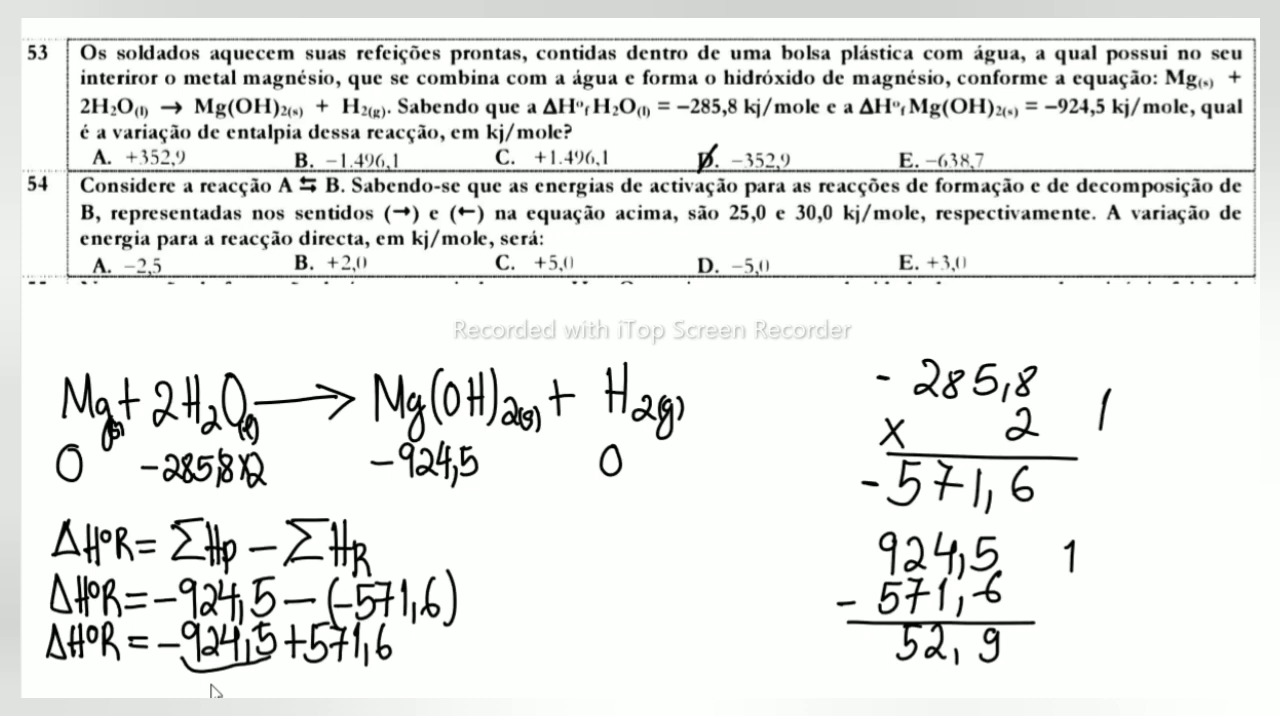 53 Os soldados aquecem suas refeições prontas, contidas dentro de uma bolsa plástica com água, a qual possui no seu
interiror o metal magnésio, que se combina com a água e forma o hidróxido de magnésio, conforme a equação: Mg(s) +
2H₂O(l) → Mg(OH)2(s) + H2(g). Sabendo que a ΔHºf H₂O(l) = −285,8 kj/mole e a ΔHºf Mg(OH)2(s) = −924,5 kj/mole, qual
é a variação de entalpia dessa reacção, em kj/mole?
A. +352,9 B. −1.496,1 C. +1.496,1 D. −352,9 E. −638,7
54 Considere a reacção A ⇆ B. Sabendo-se que as energias de activação para as reacções de formação e de decomposição de
B, representadas nos sentidos (→) e (←) na equação acima, são 25,0 e 30,0 kj/mole, respectivamente. A variação de
energia para a reacção directa, em kj/mole, será:
A. −2,5 B. +2,0 C. +5,0 D. −5,0 E. +3,0
Recorded with iTop Screen Recorder
Mg(s) + 2H₂O(l) → Mg(OH)2(s) + H2(g)
0 −285,8x2 −924,5 0
ΔHºR = ΣHp − ΣHR
ΔHºR = −924,5 − (−571,6)
ΔHºR = −924,5 + 571,6
- 285,8 1
x 2
-571,6
924,5 1
- 571,6
52,9